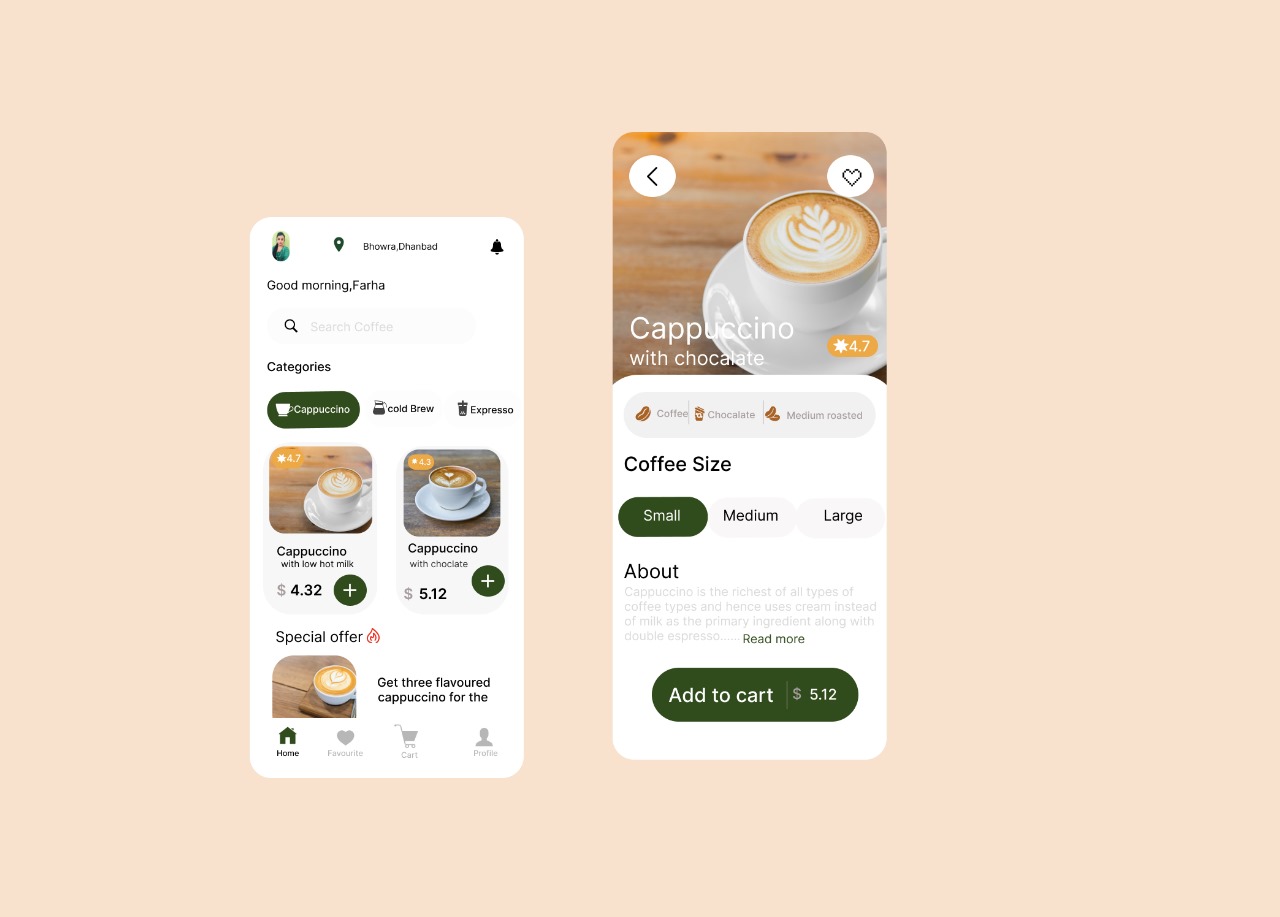 Bhowra,Dhanbad
Good morning,Farha
Search Coffee
Categories
Cappuccino
cold Brew
Expresso
4.7
4.3
Cappuccino
with low hot milk
$ 4.32
Cappuccino
with choclate
$ 5.12
Special offer
Get three flavoured
cappuccino for the
Home
Favourite
Cart
Profile
Cappuccino
with chocalate
4.7
Coffee
Chocalate
Medium roasted
Coffee Size
Small
Medium
Large
About
Cappuccino is the richest of all types of
coffee types and hence uses cream instead
of milk as the primary ingredient along with
double espresso...... Read more
Add to cart
$ 5.12